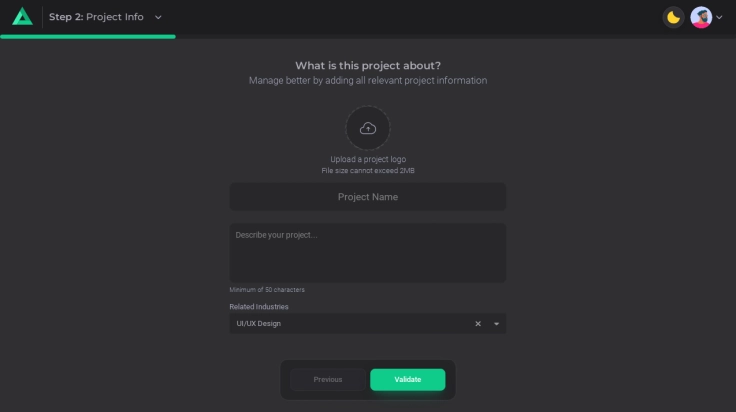 Step 2: Project Info
What is this project about?
Manage better by adding all relevant project information
Upload a project logo
File size cannot exceed 2MB
Project Name
Describe your project...
Minimum of 50 characters
Related Industries
UI/UX Design
Previous
Validate